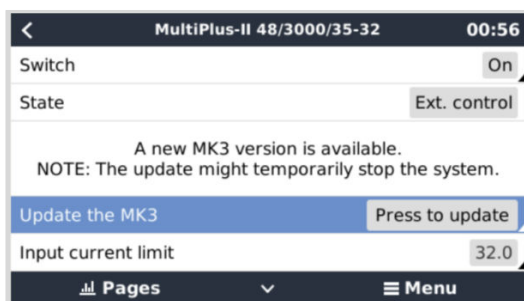 MultiPlus-II 48/3000/35-32 00:56
Switch On
State Ext. control
A new MK3 version is available.
NOTE: The update might temporarily stop the system.
Update the MK3 Press to update
Input current limit 32.0
Pages Menu